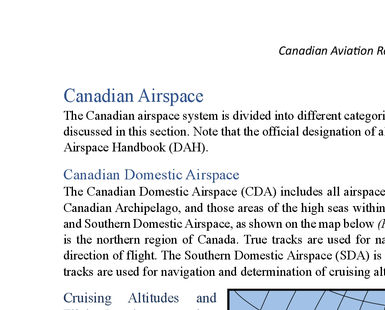 Canadian Aviation
Canadian Airspace
The Canadian airspace system is divided into different
discussed in this section. Note that the official designation of
Airspace Handbook (DAH).
Canadian Domestic Airspace
The Canadian Domestic Airspace (CDA) includes all airspace
Canadian Archipelago, and those areas of the high seas within
and Southern Domestic Airspace, as shown on the map below
is the northern region of Canada. True tracks are used for
direction of flight. The Southern Domestic Airspace (SDA) is
tracks are used for navigation and determination of cruising
Cruising Altitudes and